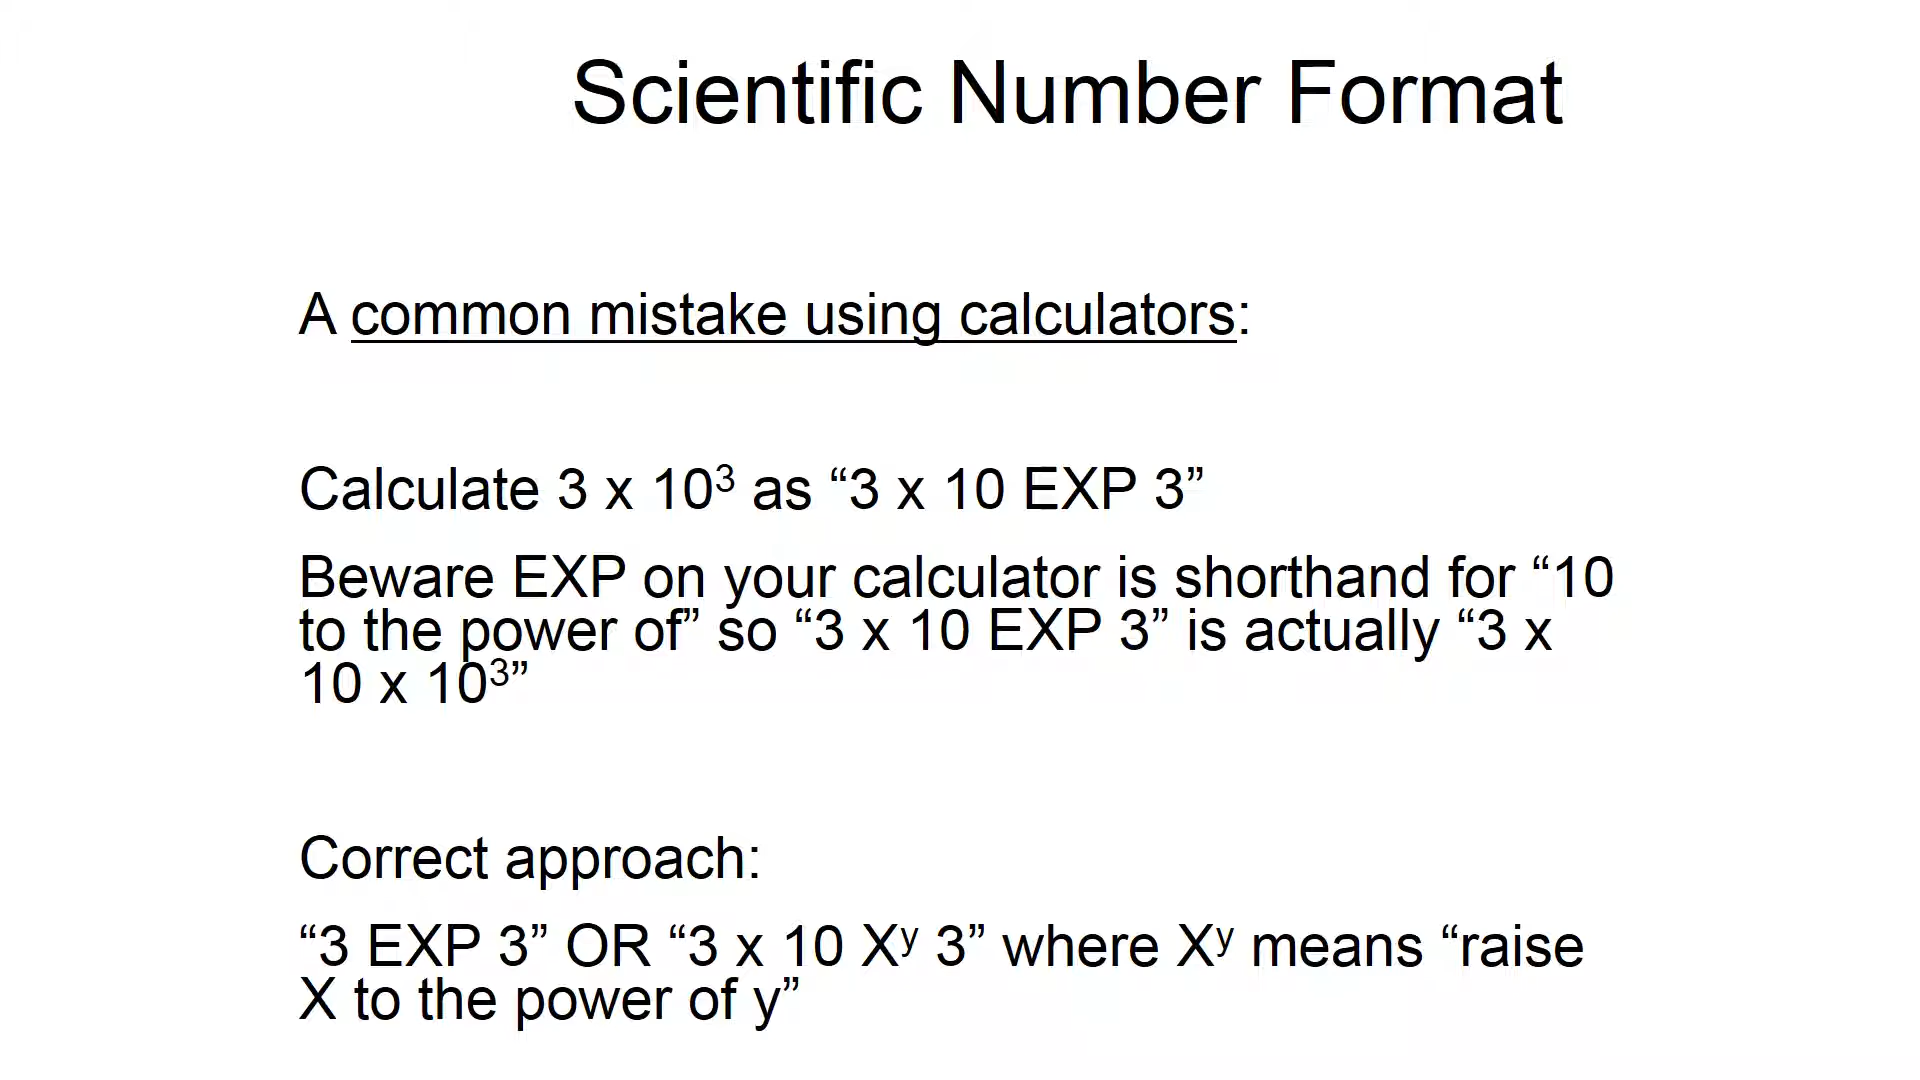 Scientific Number Format
A common mistake using calculators:
Calculate 3 x 10³ as “3 x 10 EXP 3”
Beware EXP on your calculator is shorthand for “10
to the power of” so “3 x 10 EXP 3” is actually “3 x
10 x 10³”
Correct approach:
“3 EXP 3” OR “3 x 10 Xʸ 3” where Xʸ means “raise
X to the power of y”